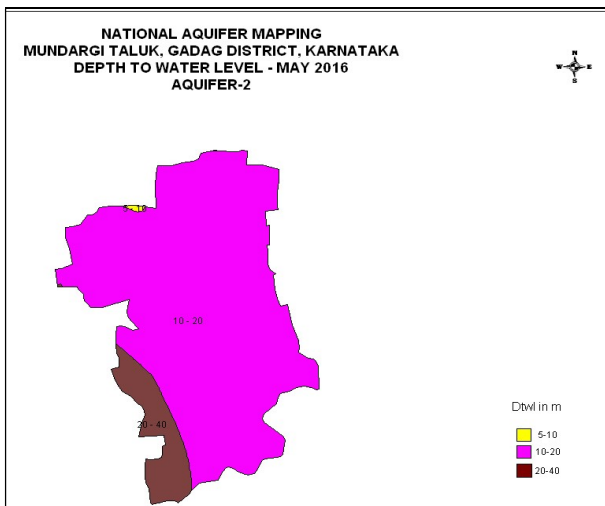 NATIONAL AQUIFER MAPPING
MUNDARGI TALUK, GADAG DISTRICT, KARNATAKA
DEPTH TO WATER LEVEL - MAY 2016
AQUIFER-2
N
W E
S
10 - 20
20 - 40
Dtwl in m
5-10
10-20
20-40